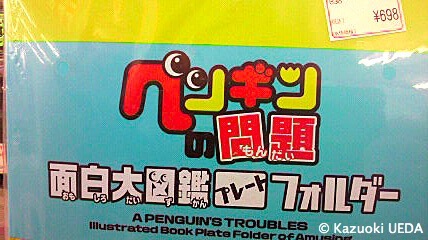 ¥698
ペンギン
の問題
もんだい
面白大図鑑プレートフォルダー
おもしろだいずかん
A PENGUIN'S TROUBLES
Illustrated Book Plate Folder of Amusing
© Kazuoki UEDA